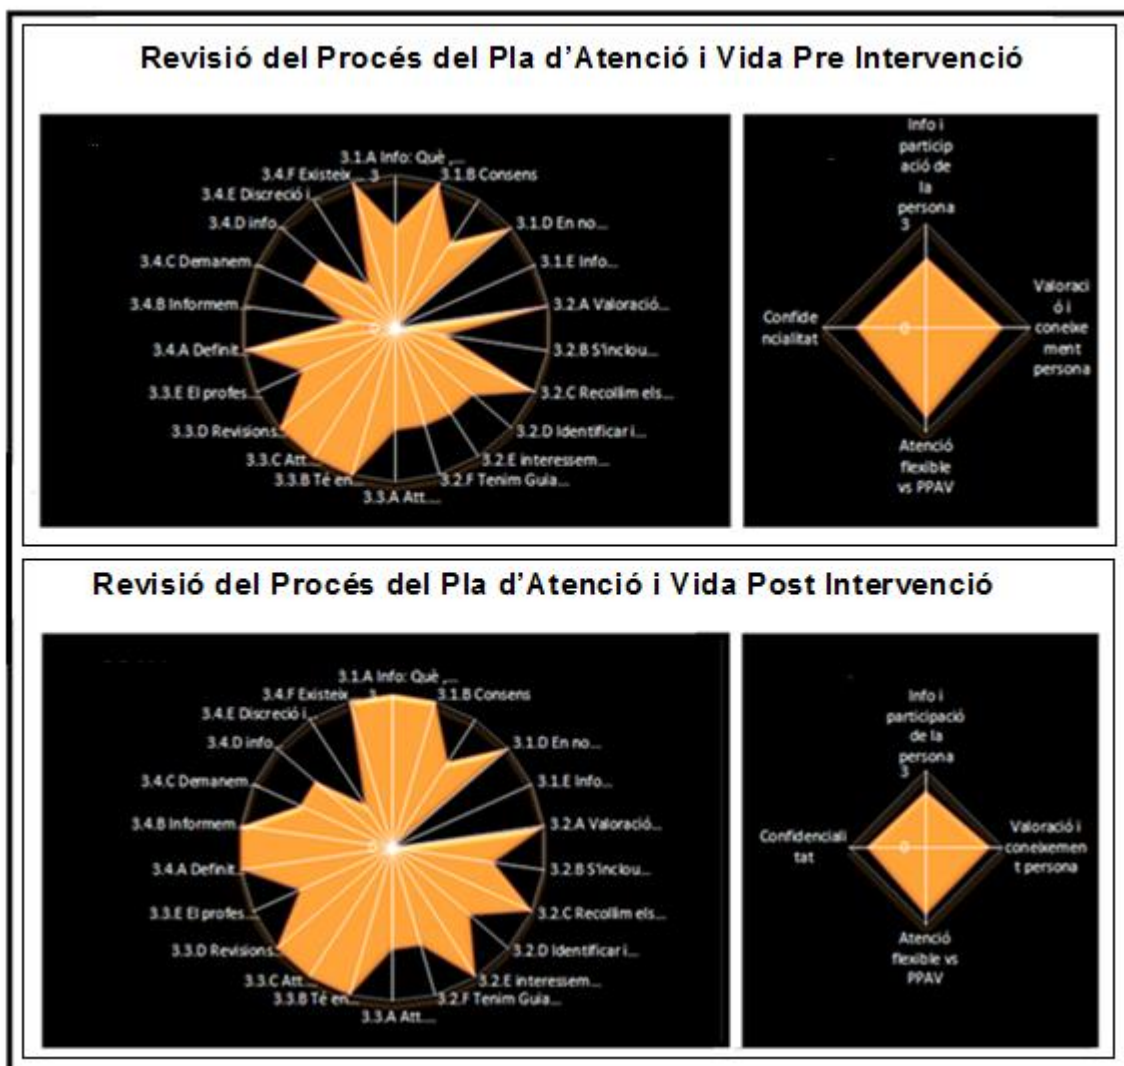 Revisió del Procés del Pla d'Atenció i Vida Pre Intervenció
3.1.A Info: Què ,...
3.1.B Consens
3.1.D En no...
3.1.E Info...
3.2.A Valoració...
3.2.B S'inclou...
3.2.C Recollim els...
3.2.D Identificar i...
3.2.E interessem...
3.2.F Tenim Guia...
3.3.A Att....
3.3.B Té en...
3.3.C Att...
3.3.D Revisions...
3.3.E El profes...
3.4.A Definit...
3.4.B Informem...
3.4.C Demanem...
3.4.D info...
3.4.E Discreció i...
3.4.F Existeix...
3
0
Info i
particip
ació de
la
persona
3
Valoraci
ó i
coneixe
ment
persona
Atenció
flexible
vs PPAV
Confide
ncialitat
0
Revisió del Procés del Pla d'Atenció i Vida Post Intervenció
3.1.A Info: Què ,...
3.1.B Consens
3.1.D En no...
3.1.E Info...
3.2.A Valoració...
3.2.B S'inclou...
3.2.C Recollim els...
3.2.D Identificar i...
3.2.E interessem...
3.2.F Tenim Guia...
3.3.A Att....
3.3.B Té en...
3.3.C Att...
3.3.D Revisions...
3.3.E El profes...
3.4.A Definit...
3.4.B Informem...
3.4.C Demanem...
3.4.D info...
3.4.E Discreció i...
3.4.F Existeix...
3
0
Info i
participació
de la
persona
3
Valoració i
coneixemen
t persona
Atenció
flexible vs
PPAV
Confidenciali
tat
0